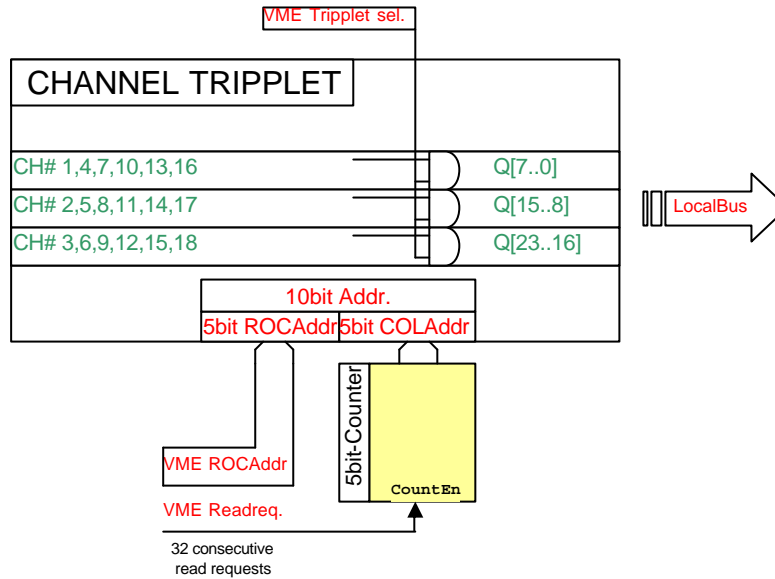 VME Tripplet sel.
CHANNEL TRIPPLET
CH# 1,4,7,10,13,16
Q[7..0]
CH# 2,5,8,11,14,17
Q[15..8]
CH# 3,6,9,12,15,18
Q[23..16]
LocalBus
10bit Addr.
5bit ROCAddr
5bit COLAddr
5bit-Counter
CountEn
VME ROCAddr
VME Readreq.
32 consecutive
read requests